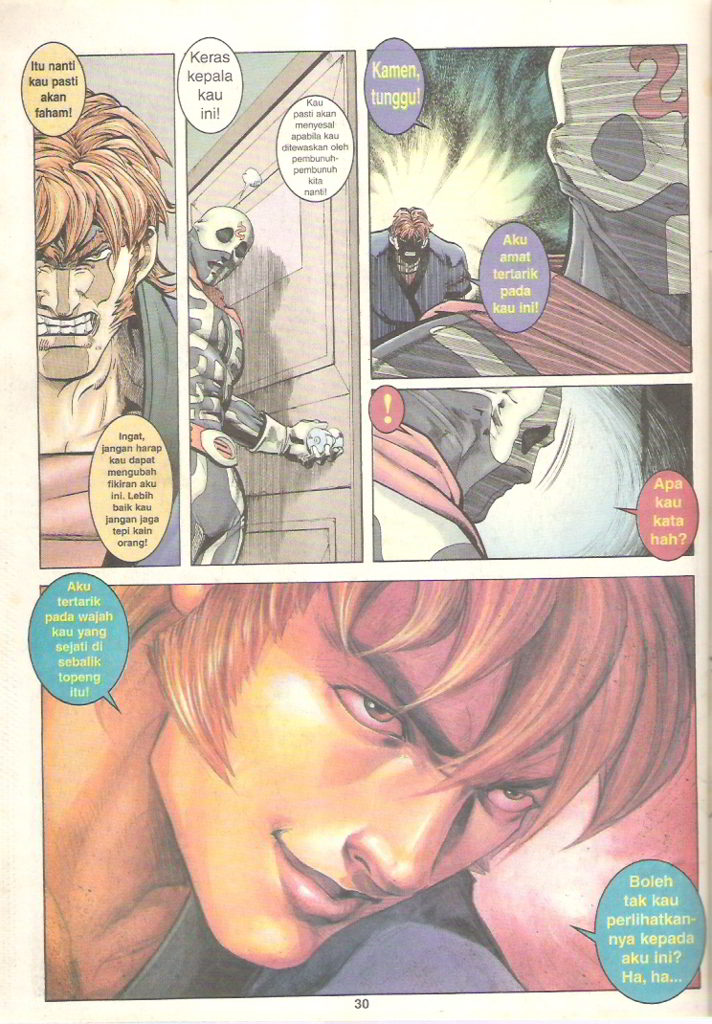 Itu nanti
kau pasti
akan
faham!
Ingat,
jangan harap
kau dapat
mengubah
fikiran aku
ini. Lebih
baik kau
jangan jaga
tepi kain
orang!
Keras
kepala
kau
ini!
Kau
pasti akan
menyesal
apabila kau
ditewaskan oleh
pembunuh-
pembunuh
kita
nanti!
Kamen,
tunggu!
2
Aku
amat
tertarik
pada
kau ini!
!
Apa
kau
kata
hah?
Aku
tertarik
pada wajah
kau yang
sejati di
sebalik
topeng
itu!
Boleh
tak kau
perlihatkan-
nya kepada
aku ini?
Ha, ha...
30